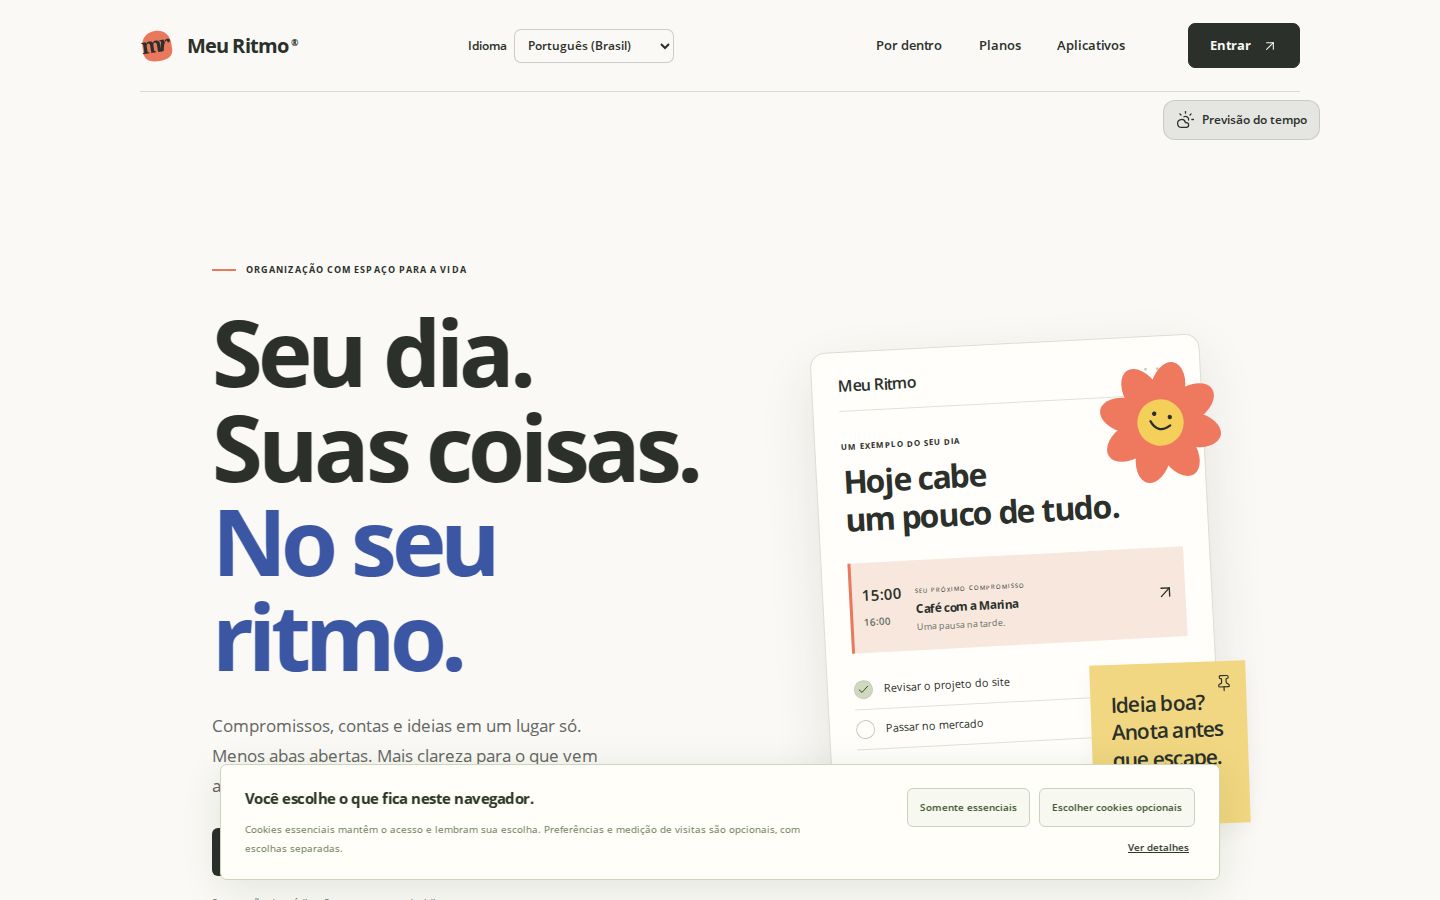 mr Meu Ritmo®
Idioma
Português (Brasil)
Por dentro
Planos
Aplicativos
Entrar
Previsão do tempo
ORGANIZAÇÃO COM ESPAÇO PARA A VIDA
Seu dia.
Suas coisas.
No seu
ritmo.
Compromissos, contas e ideias em um lugar só.
Menos abas abertas. Mais clareza para o que vem
Meu Ritmo
UM EXEMPLO DO SEU DIA
Hoje cabe
um pouco de tudo.
15:00
16:00
SEU PRÓXIMO COMPROMISSO
Café com a Marina
Uma pausa na tarde.
Revisar o projeto do site
Passar no mercado
Ideia boa?
Anota antes
que escape.
Você escolhe o que fica neste navegador.
Cookies essenciais mantêm o acesso e lembram sua escolha. Preferências e medição de visitas são opcionais, com
escolhas separadas.
Somente essenciais
Escolher cookies opcionais
Ver detalhes